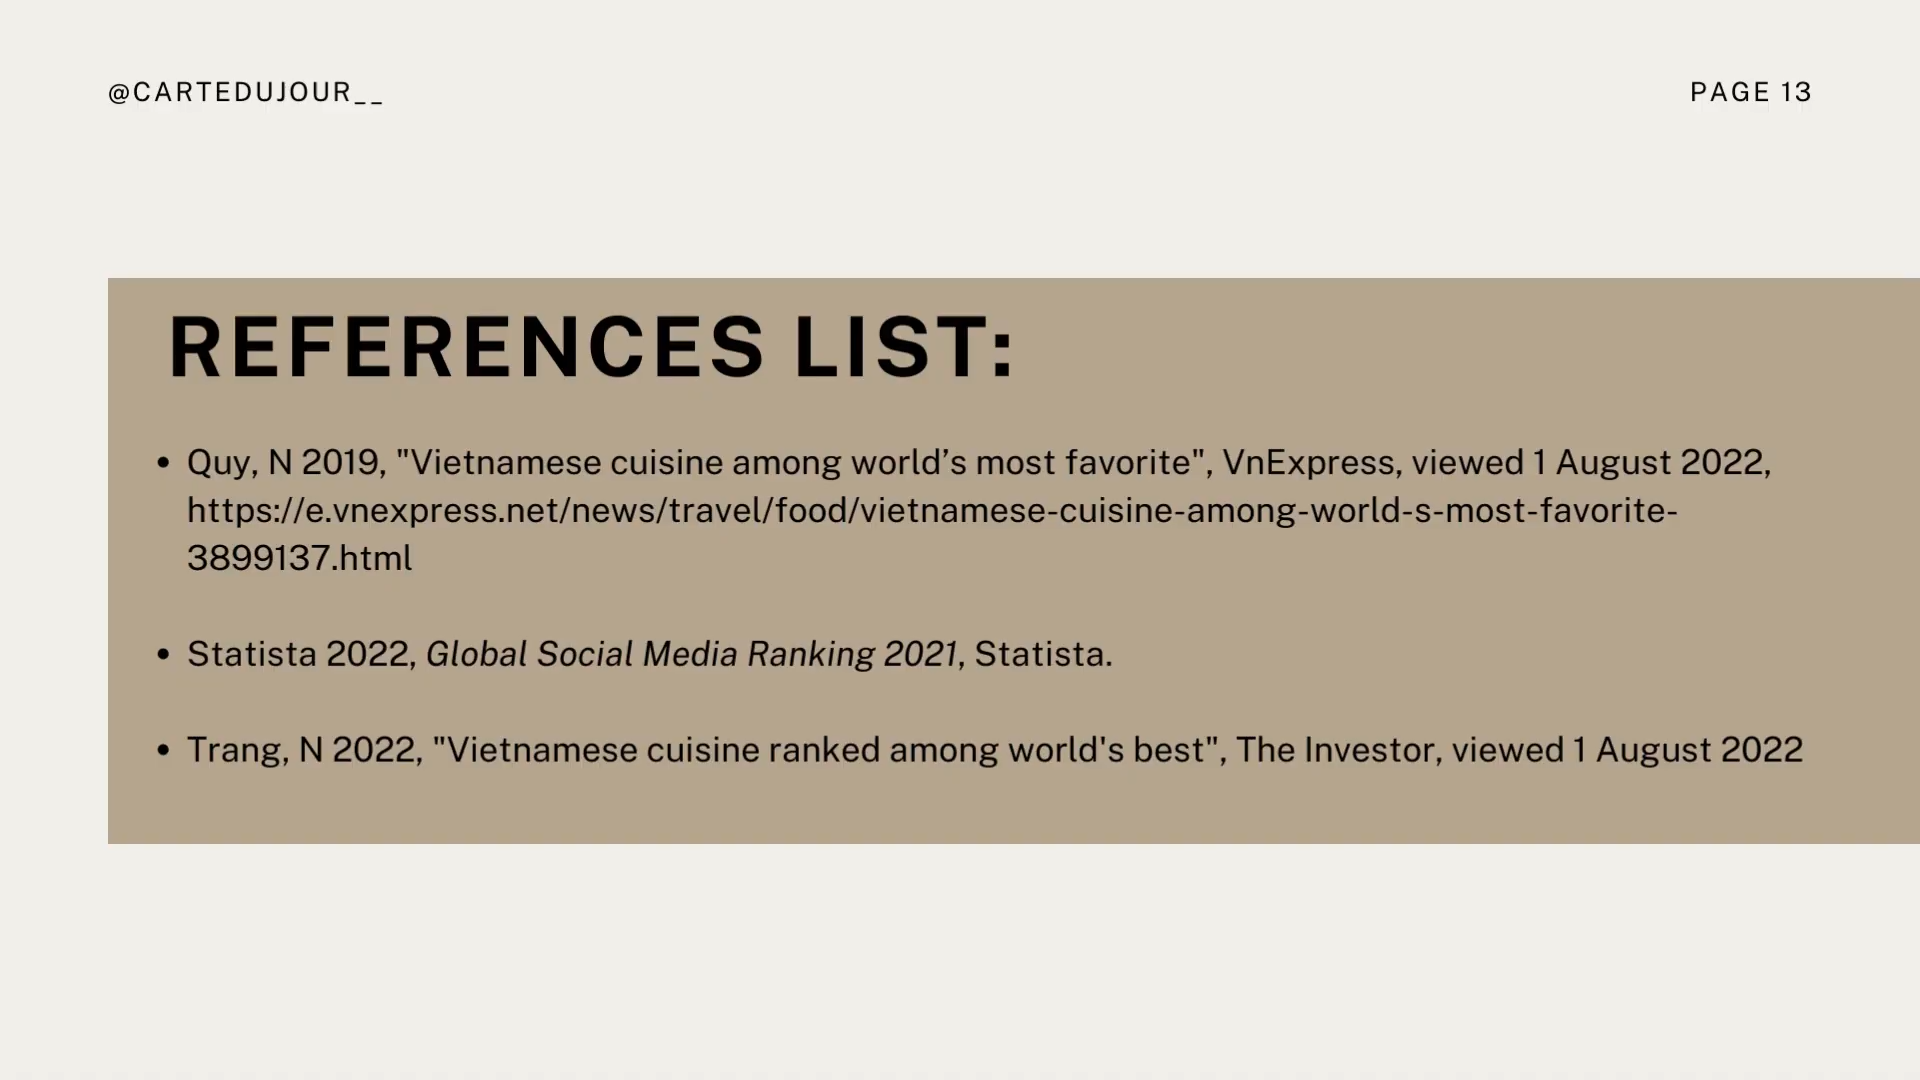 @CARTEDUJOUR__
PAGE 13
REFERENCES LIST:
• Quy, N 2019, "Vietnamese cuisine among world’s most favorite", VnExpress, viewed 1 August 2022,
https://e.vnexpress.net/news/travel/food/vietnamese-cuisine-among-world-s-most-favorite-
3899137.html
• Statista 2022, Global Social Media Ranking 2021, Statista.
• Trang, N 2022, "Vietnamese cuisine ranked among world's best", The Investor, viewed 1 August 2022